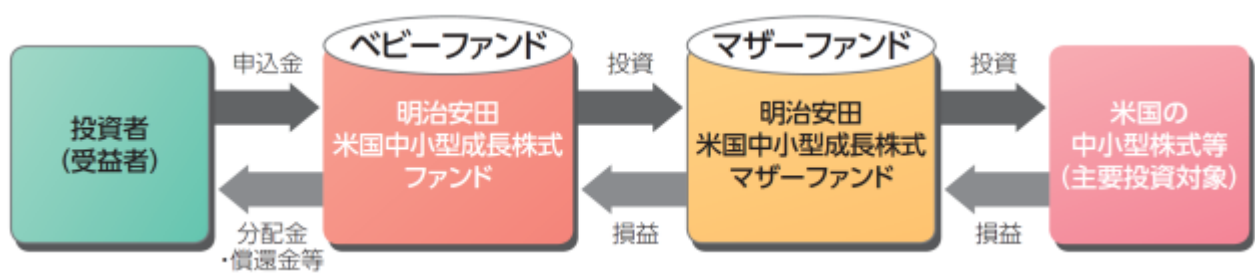 投資者
（受益者）
申込金
分配金
・償還金等
ベビーファンド
明治安田
米国中小型成長株式
ファンド
投資
損益
マザーファンド
明治安田
米国中小型成長株式
マザーファンド
投資
損益
米国の
中小型株式等
（主要投資対象）